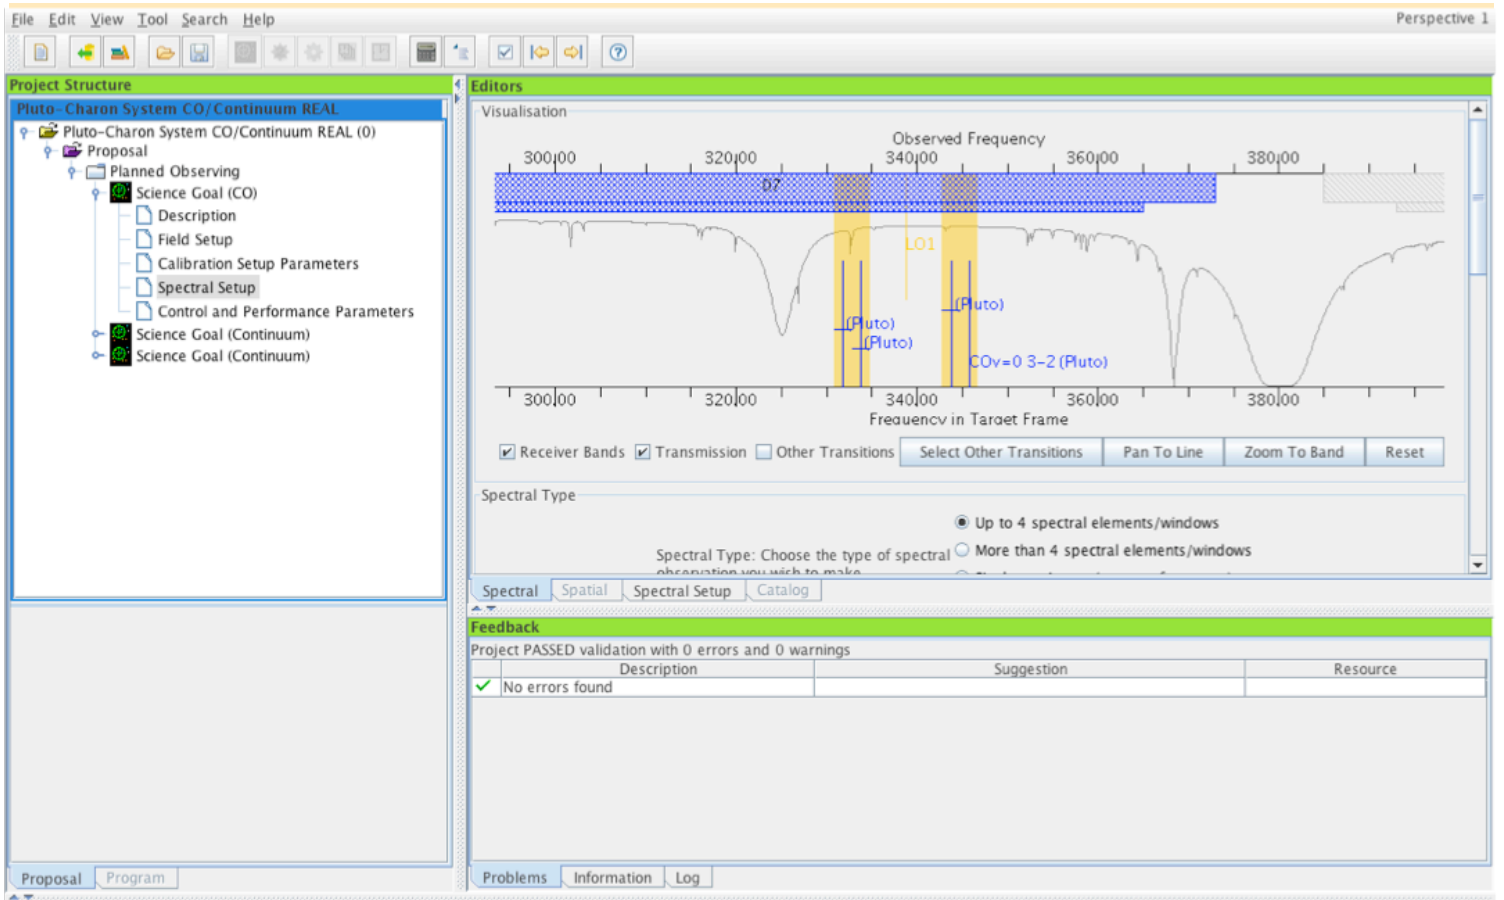 File Edit View Tool Search Help
Perspective 1
Project Structure
Pluto-Charon System CO/Continuum REAL
Pluto-Charon System CO/Continuum REAL (0)
Proposal
Planned Observing
Science Goal (CO)
Description
Field Setup
Calibration Setup Parameters
Spectral Setup
Control and Performance Parameters
Science Goal (Continuum)
Science Goal (Continuum)
Proposal Program
Editors
Visualisation
Observed Frequency
300,00 320,00 340,00 360,00 380,00
07
LO1
(Pluto)
(Pluto)
(Pluto)
COv=0 3-2 (Pluto)
300,00 320,00 340,00 360,00 380,00
Frequency in Target Frame
Receiver Bands Transmission Other Transitions Select Other Transitions Pan To Line Zoom To Band Reset
Spectral Type
Up to 4 spectral elements/windows
Spectral Type: Choose the type of spectral
More than 4 spectral elements/windows
observation you wish to make
Spectral Spatial Spectral Setup Catalog
Feedback
Project PASSED validation with 0 errors and 0 warnings
Description Suggestion Resource
No errors found
Problems Information Log